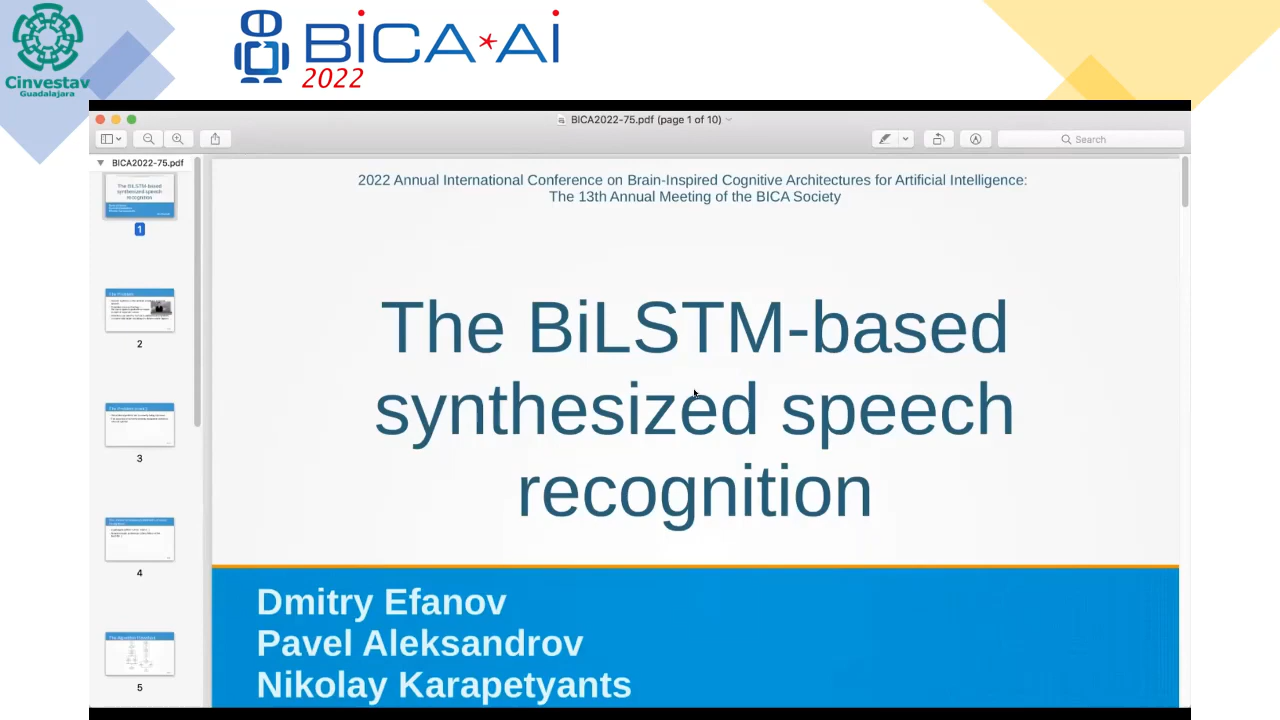 Cinvestav
Guadalajara
BiCA*Ai
2022
BICA2022-75.pdf (page 1 of 10)
Search
BICA2022-75.pdf
1
2
3
4
5
2022 Annual International Conference on Brain-Inspired Cognitive Architectures for Artificial Intelligence:
The 13th Annual Meeting of the BICA Society
The BiLSTM-based
synthesized speech
recognition
Dmitry Efanov
Pavel Aleksandrov
Nikolay Karapetyants